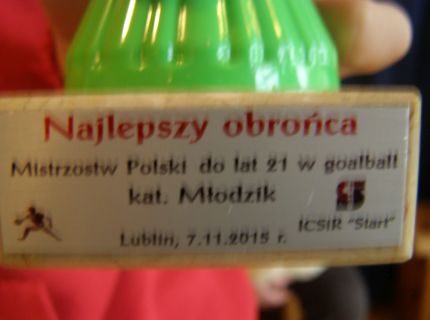 Najlepszy obrońca
Mistrzostw Polski do lat 21 w goalball
kat. Młodzik
ICSiR "Start"
Lublin, 7.11.2015 r.